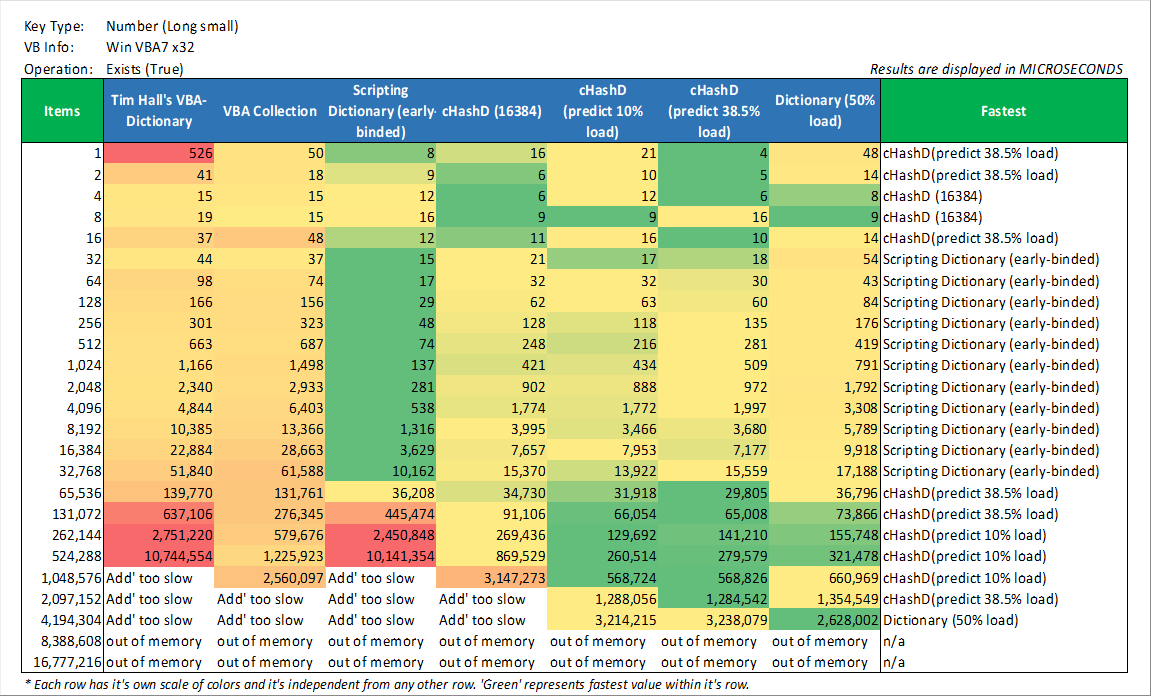 Key Type: Number (Long small)
VB Info: Win VBA7 x32
Operation: Exists (True) Results are displayed in MICROSECONDS
Items Tim Hall's VBA-Dictionary VBA Collection Scripting Dictionary (early-binded) cHashD (16384) cHashD (predict 10% load) cHashD (predict 38.5% load) Dictionary (50% load) Fastest
1 526 50 8 16 21 4 48 cHashD(predict 38.5% load)
2 41 18 9 6 10 5 14 cHashD(predict 38.5% load)
4 15 15 12 6 12 6 8 cHashD (16384)
8 19 15 16 9 9 16 9 cHashD (16384)
16 37 48 12 11 16 10 14 cHashD(predict 38.5% load)
32 44 37 15 21 17 18 54 Scripting Dictionary (early-binded)
64 98 74 17 32 32 30 43 Scripting Dictionary (early-binded)
128 166 156 29 62 63 60 84 Scripting Dictionary (early-binded)
256 301 323 48 128 118 135 176 Scripting Dictionary (early-binded)
512 663 687 74 248 216 281 419 Scripting Dictionary (early-binded)
1,024 1,166 1,498 137 421 434 509 791 Scripting Dictionary (early-binded)
2,048 2,340 2,933 281 902 888 972 1,792 Scripting Dictionary (early-binded)
4,096 4,844 6,403 538 1,774 1,772 1,997 3,308 Scripting Dictionary (early-binded)
8,192 10,385 13,366 1,316 3,995 3,466 3,680 5,789 Scripting Dictionary (early-binded)
16,384 22,884 28,663 3,629 7,657 7,953 7,177 9,918 Scripting Dictionary (early-binded)
32,768 51,840 61,588 10,162 15,370 13,922 15,559 17,188 Scripting Dictionary (early-binded)
65,536 139,770 131,761 36,208 34,730 31,918 29,805 36,796 cHashD(predict 38.5% load)
131,072 637,106 276,345 445,474 91,106 66,054 65,008 73,866 cHashD(predict 38.5% load)
262,144 2,751,220 579,676 2,450,848 269,436 129,692 141,210 155,748 cHashD(predict 10% load)
524,288 10,744,554 1,225,923 10,141,354 869,529 260,514 279,579 321,478 cHashD(predict 10% load)
1,048,576 Add' too slow 2,560,097 Add' too slow 3,147,273 568,724 568,826 660,969 cHashD(predict 10% load)
2,097,152 Add' too slow Add' too slow Add' too slow Add' too slow 1,288,056 1,284,542 1,354,549 cHashD(predict 38.5% load)
4,194,304 Add' too slow Add' too slow Add' too slow Add' too slow 3,214,215 3,238,079 2,628,002 Dictionary (50% load)
8,388,608 out of memory out of memory out of memory out of memory out of memory out of memory out of memory n/a
16,777,216 out of memory out of memory out of memory out of memory out of memory out of memory out of memory n/a
* Each row has it's own scale of colors and it's independent from any other row. 'Green' represents fastest value within it's row.